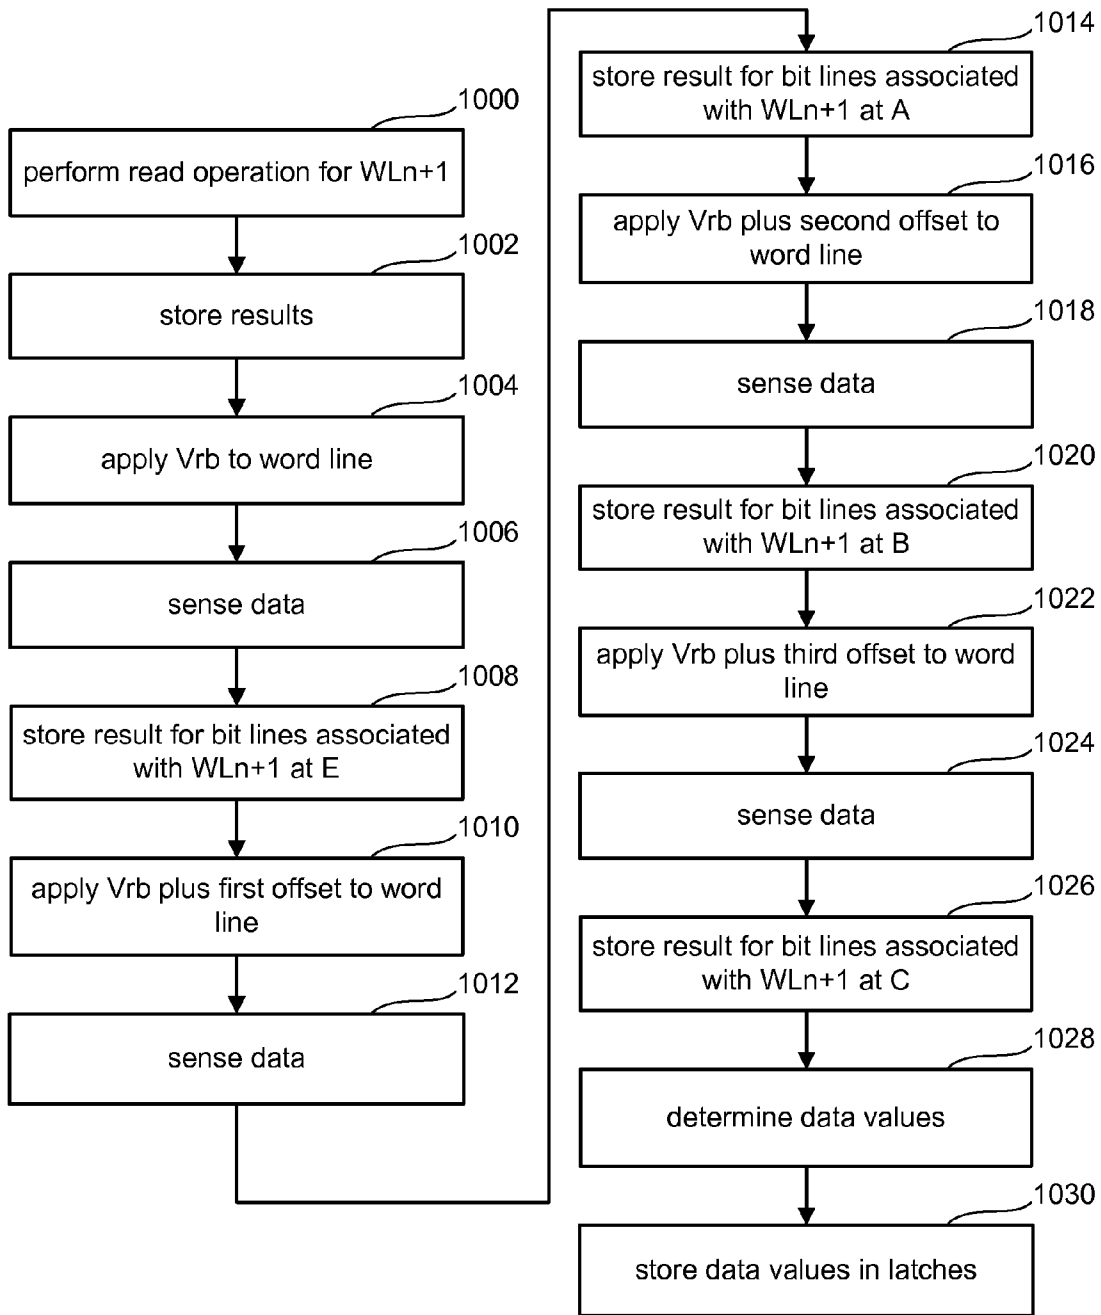 1000
perform read operation for WLn+1
1002
store results
1004
apply Vrb to word line
1006
sense data
1008
store result for bit lines associated
with WLn+1 at E
1010
apply Vrb plus first offset to word
line
1012
sense data
1014
store result for bit lines associated
with WLn+1 at A
1016
apply Vrb plus second offset to
word line
1018
sense data
1020
store result for bit lines associated
with WLn+1 at B
1022
apply Vrb plus third offset to word
line
1024
sense data
1026
store result for bit lines associated
with WLn+1 at C
1028
determine data values
1030
store data values in latches